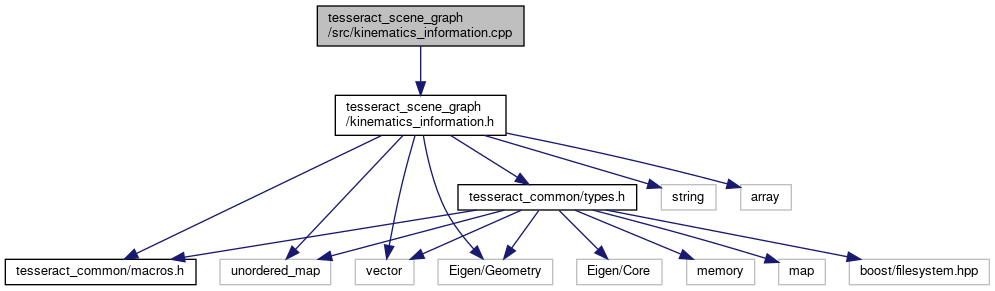 tesseract_scene_graph
/src/kinematics_information.cpp
tesseract_scene_graph
/kinematics_information.h
tesseract_common/types.h
string
array
tesseract_common/macros.h
unordered_map
vector
Eigen/Geometry
Eigen/Core
memory
map
boost/filesystem.hpp